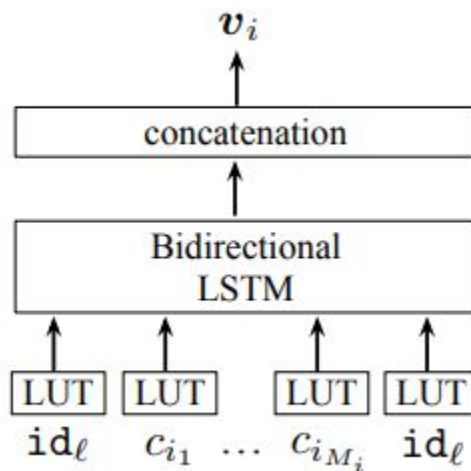 v_i
concatenation
Bidirectional
LSTM
LUT LUT LUT LUT
id_ℓ c_{i_1} ... c_{i_{M_i}} id_ℓ